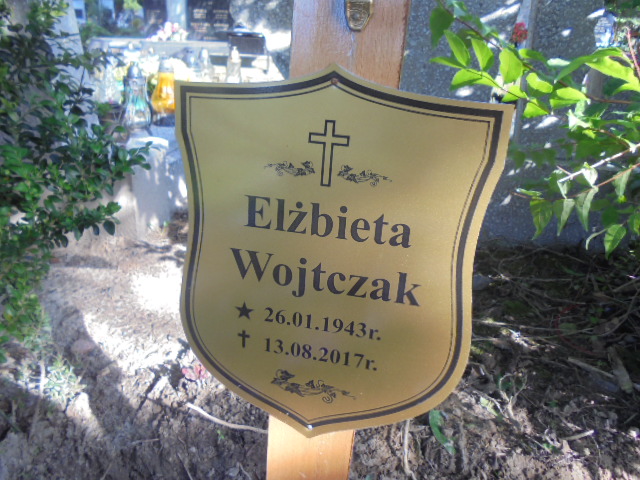 Elżbieta
Wojtczak
★ 26.01.1943r.
✝ 13.08.2017r.